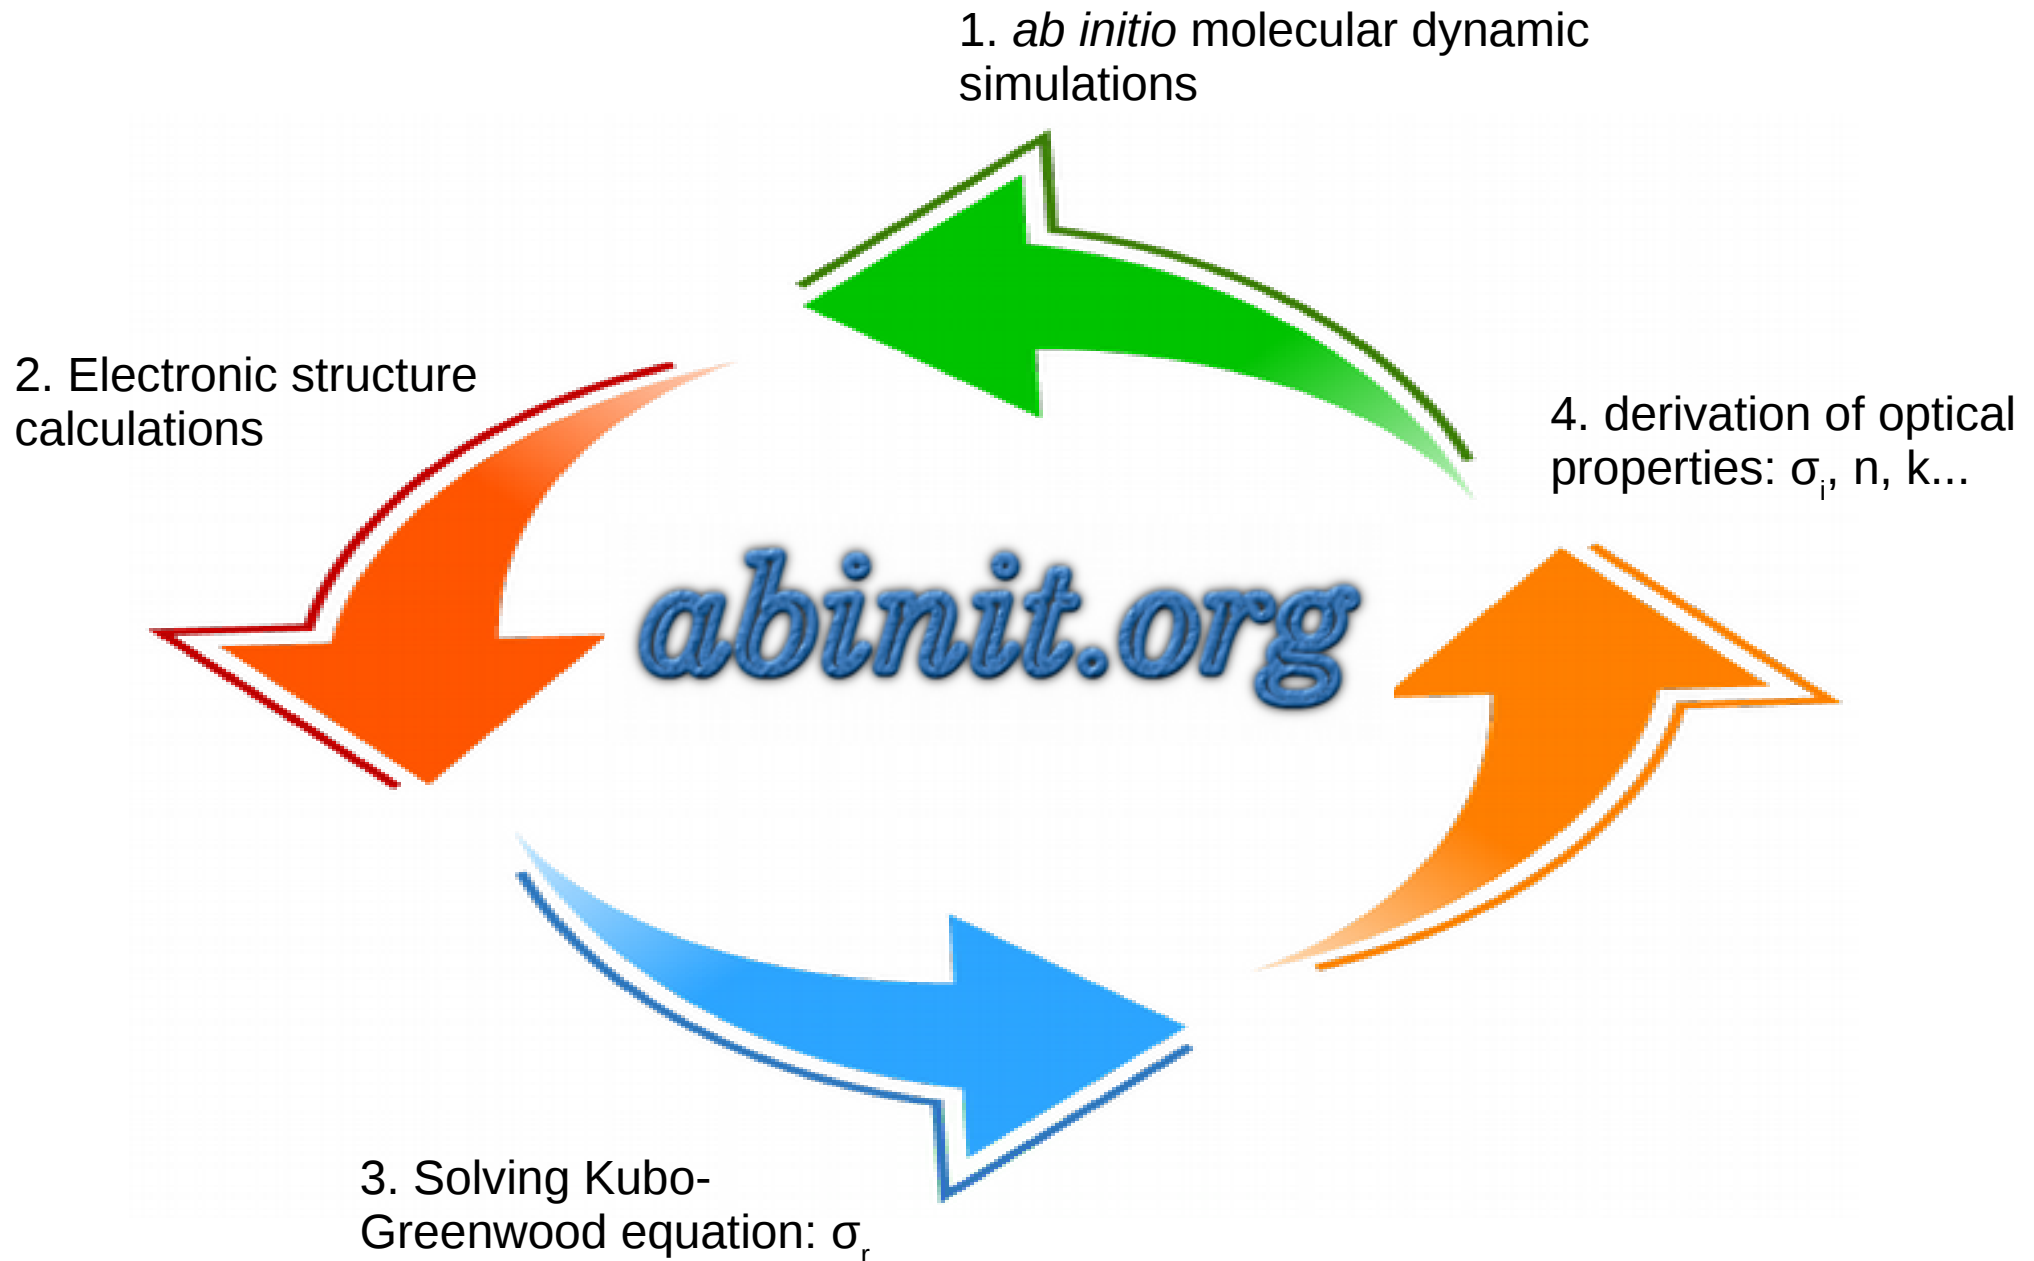 1. ab initio molecular dynamic
simulations
2. Electronic structure
calculations
4. derivation of optical
properties: σᵢ, n, k...
abinit.org
3. Solving Kubo-
Greenwood equation: σᵣ